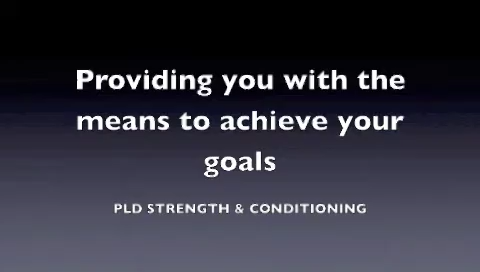 Providing you with the
means to achieve your
goals
PLD STRENGTH & CONDITIONING